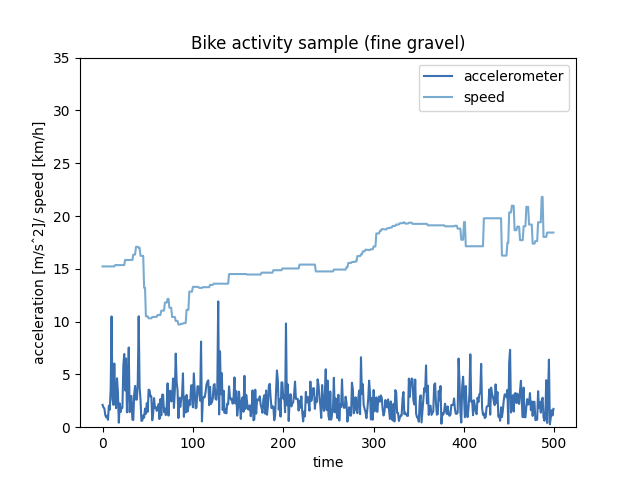 Bike activity sample (fine gravel)
accelerometer
speed
acceleration [m/s^2]/ speed [km/h]
35
30
25
20
15
10
5
0
0 100 200 300 400 500
time